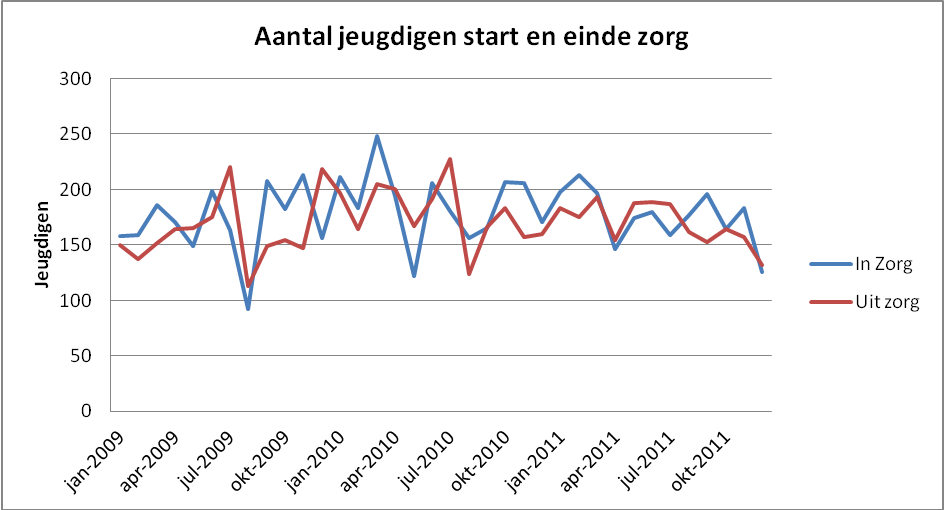 Aantal jeugdigen start en einde zorg
300
250
200
150
100
50
0
Jeugdigen
jan-2009
apr-2009
jul-2009
okt-2009
jan-2010
apr-2010
jul-2010
okt-2010
jan-2011
apr-2011
jul-2011
okt-2011
In Zorg
Uit zorg